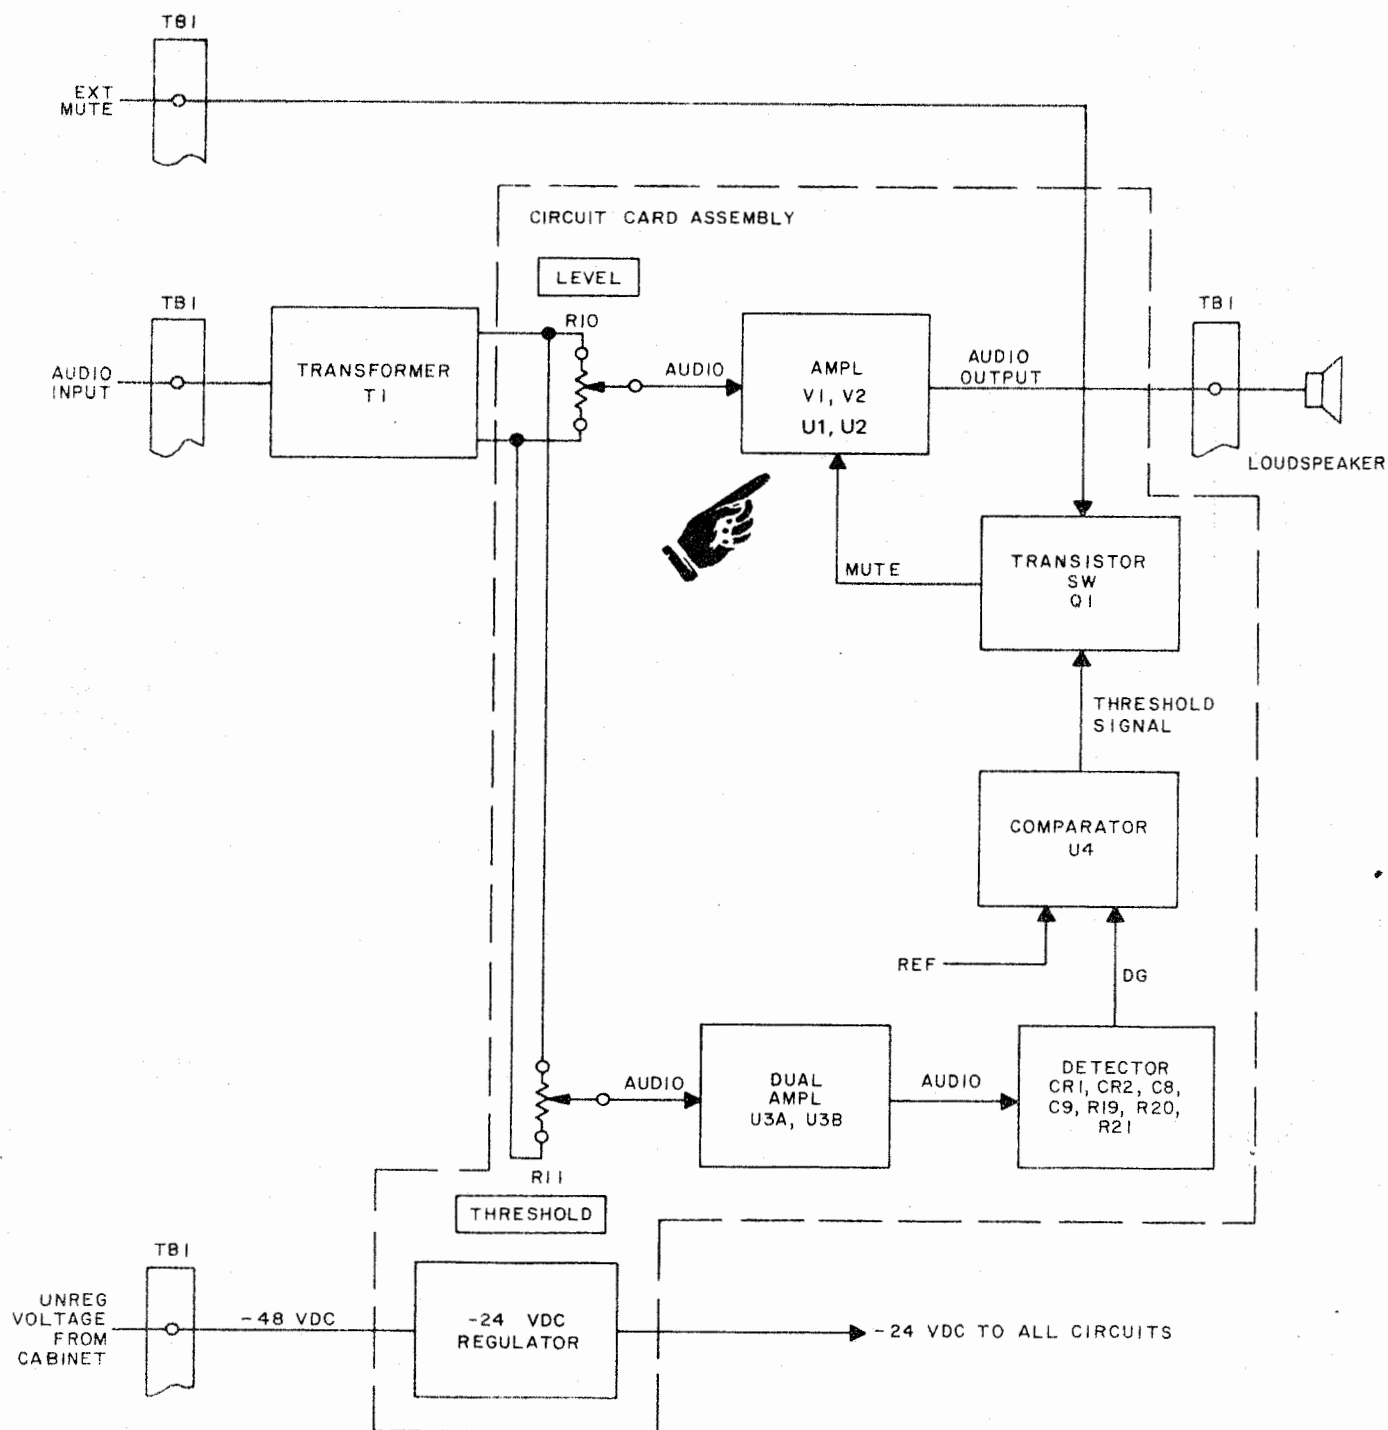 TB1
EXT
MUTE
CIRCUIT CARD ASSEMBLY
LEVEL
TB1
R10
TB1
AUDIO
INPUT
TRANSFORMER
T1
AUDIO
AMPL
V1, V2
U1, U2
AUDIO
OUTPUT
LOUDSPEAKER
MUTE
TRANSISTOR
SW
Q1
THRESHOLD
SIGNAL
COMPARATOR
U4
REF
DG
AUDIO
DUAL
AMPL
U3A, U3B
AUDIO
DETECTOR
CR1, CR2, C8,
C9, R19, R20,
R21
R11
THRESHOLD
TB1
UNREG
VOLTAGE
FROM
CABINET
-48 VDC
-24 VDC
REGULATOR
-24 VDC TO ALL CIRCUITS